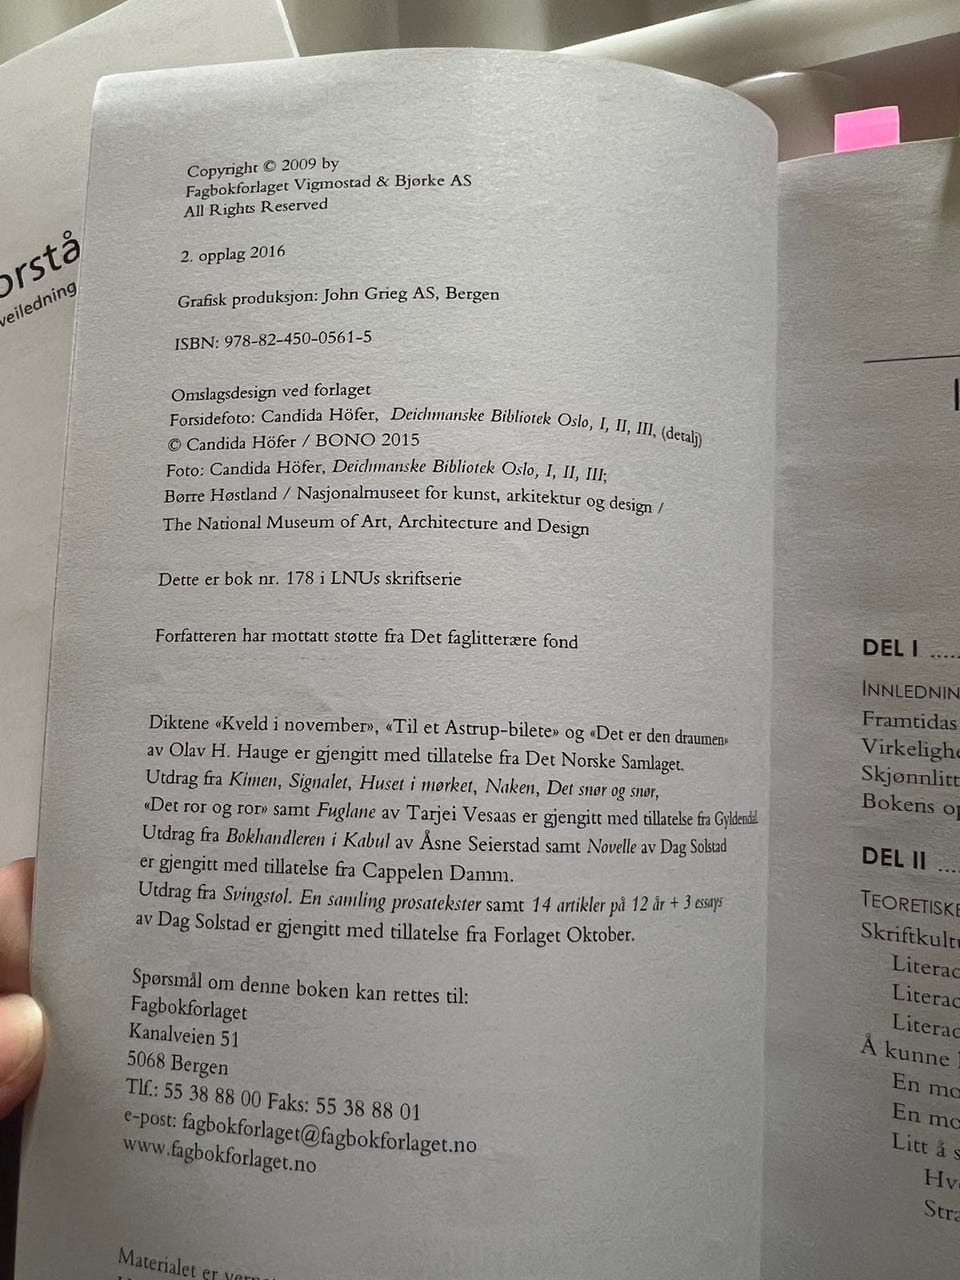 orstå
veiledning
Copyright © 2009 by
Fagbokforlaget Vigmostad & Bjørke AS
All Rights Reserved
2. opplag 2016
Grafisk produksjon: John Grieg AS, Bergen
ISBN: 978-82-450-0561-5
Omslagsdesign ved forlaget
Forsidefoto: Candida Höfer, Deichmanske Bibliotek Oslo, I, II, III, (detalj)
© Candida Höfer / BONO 2015
Foto: Candida Höfer, Deichmanske Bibliotek Oslo, I, II, III;
Børre Høstland / Nasjonalmuseet for kunst, arkitektur og design /
The National Museum of Art, Architecture and Design
Dette er bok nr. 178 i LNUs skriftserie
Forfatteren har mottatt støtte fra Det faglitterære fond
Diktene «Kveld i november», «Til et Astrup-bilete» og «Det er den draumen»
av Olav H. Hauge er gjengitt med tillatelse fra Det Norske Samlaget.
Utdrag fra Kimen, Signalet, Huset i mørket, Naken, Det snør og snør,
«Det ror og ror» samt Fuglane av Tarjei Vesaas er gjengitt med tillatelse fra Gyldendal.
Utdrag fra Bokhandleren i Kabul av Åsne Seierstad samt Novelle av Dag Solstad
er gjengitt med tillatelse fra Cappelen Damm.
Utdrag fra Svingstol. En samling prosatekster samt 14 artikler på 12 år + 3 essays
av Dag Solstad er gjengitt med tillatelse fra Forlaget Oktober.
Spørsmål om denne boken kan rettes til:
Fagbokforlaget
Kanalveien 51
5068 Bergen
Tlf.: 55 38 88 00 Faks: 55 38 88 01
e-post: fagbokforlaget@fagbokforlaget.no
www.fagbokforlaget.no
Materialet er
DEL I ....
INNLEDNIN
Framtidas
Virkeligh
Skjønnlitt
Bokens o
DEL II ....
TEORETISKE
Skriftkult
Literac
Literac
Literac
Å kunne
En mo
En mo
Litt å s
Hv
Stra